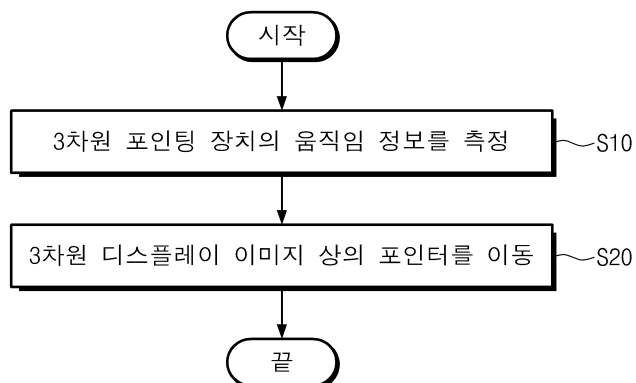 시작
3차원 포인팅 장치의 움직임 정보를 측정
S10
3차원 디스플레이 이미지 상의 포인터를 이동
S20
끝